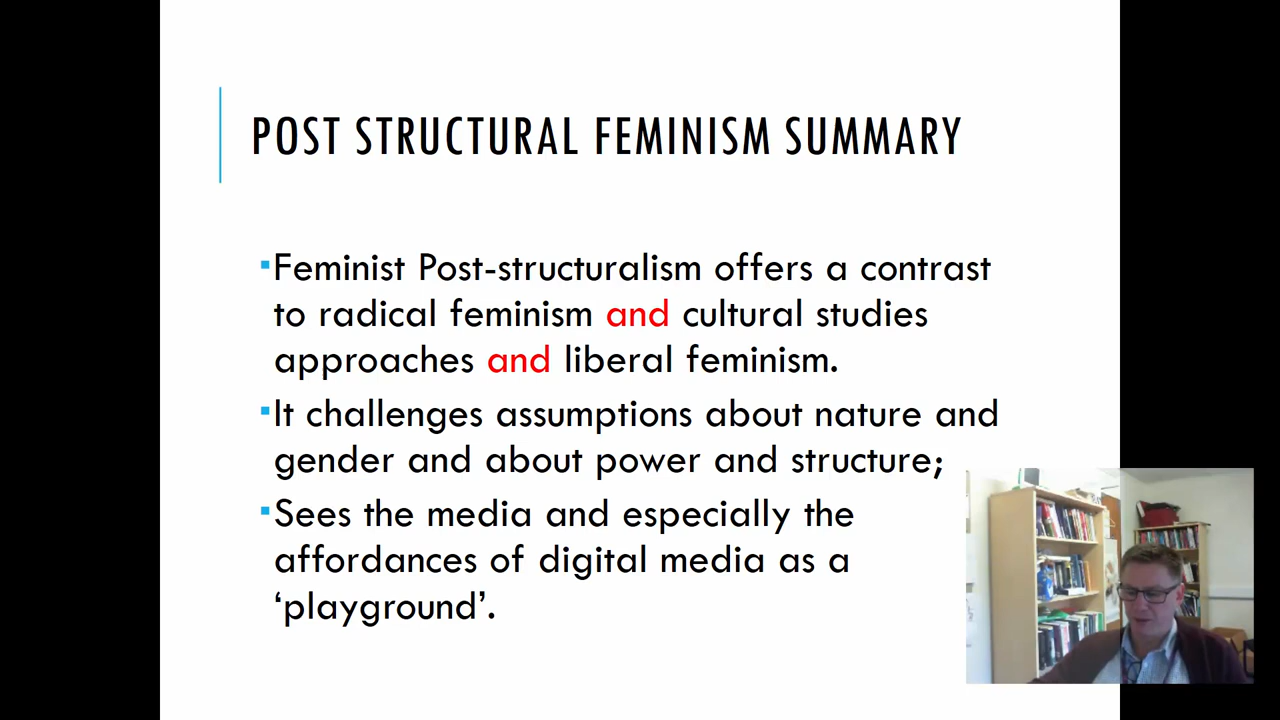 POST STRUCTURAL FEMINISM SUMMARY
▪Feminist Post-structuralism offers a contrast
to radical feminism and cultural studies
approaches and liberal feminism.
▪It challenges assumptions about nature and
gender and about power and structure;
▪Sees the media and especially the
affordances of digital media as a
‘playground’.